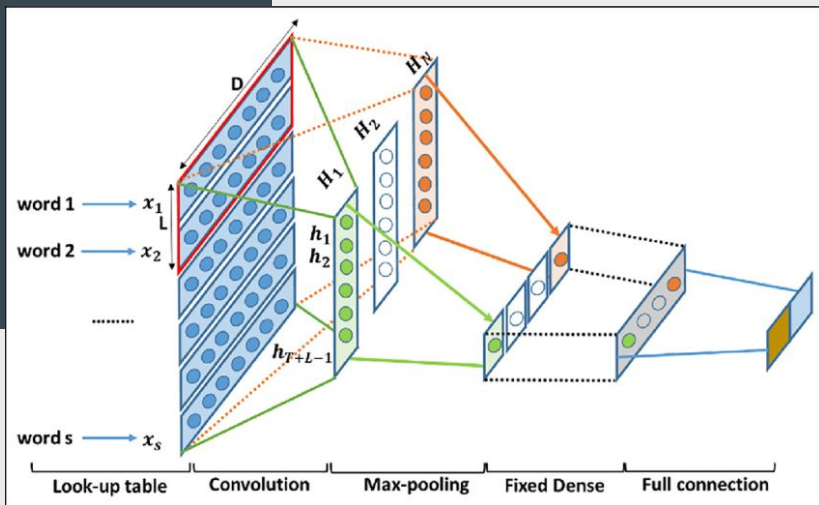 D
H_N
H_2
H_1
word 1
x_1
L
h_1
word 2
x_2
h_2
........
h_{T+L-1}
word s
x_s
Look-up table
Convolution
Max-pooling
Fixed Dense
Full connection